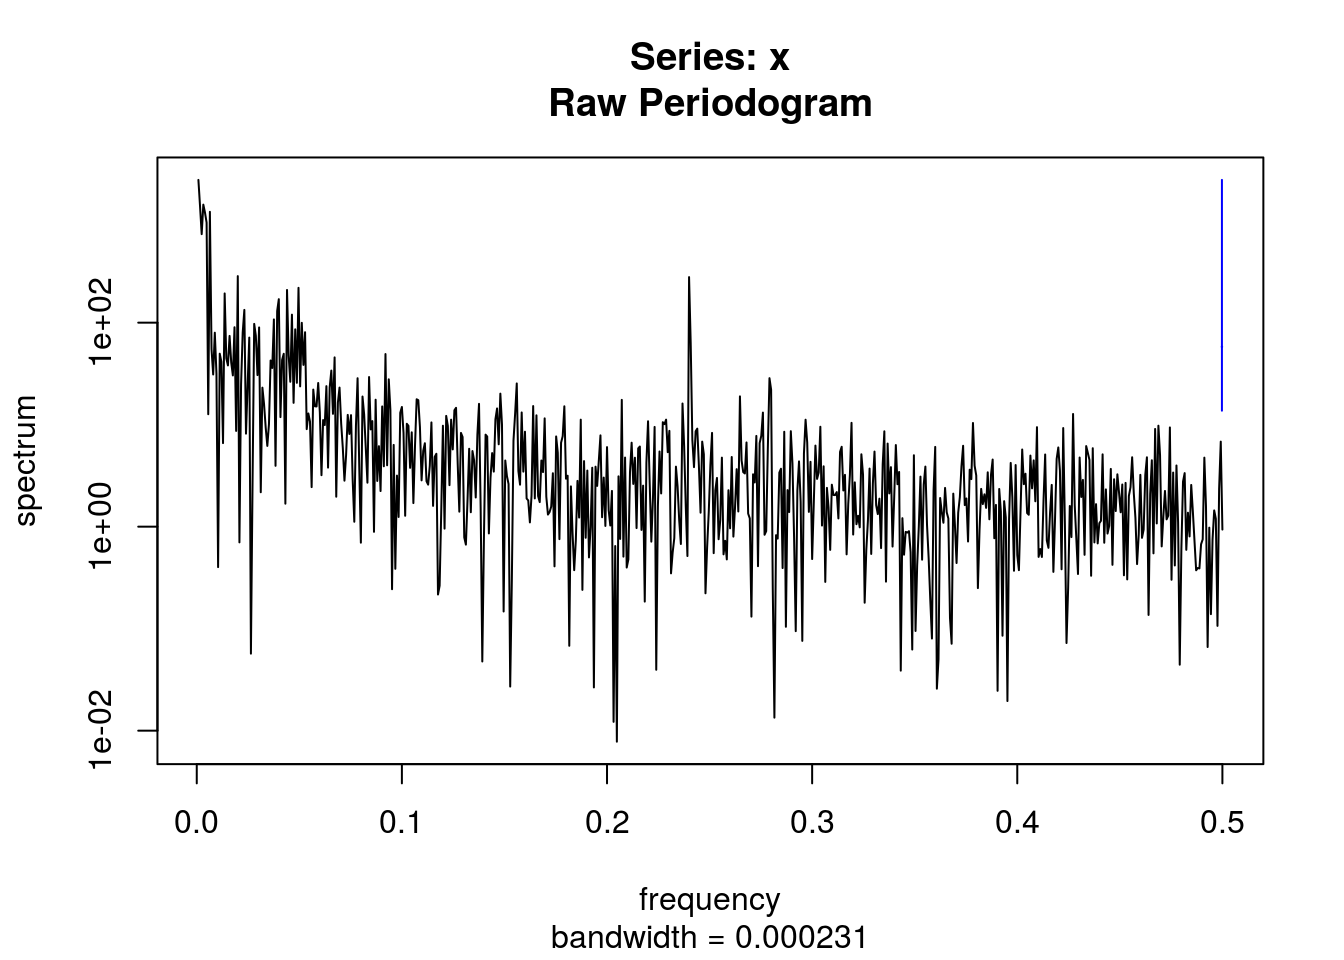 Series: x
Raw Periodogram
spectrum
1e+02
1e+00
1e-02
0.0 0.1 0.2 0.3 0.4 0.5
frequency
bandwidth = 0.000231